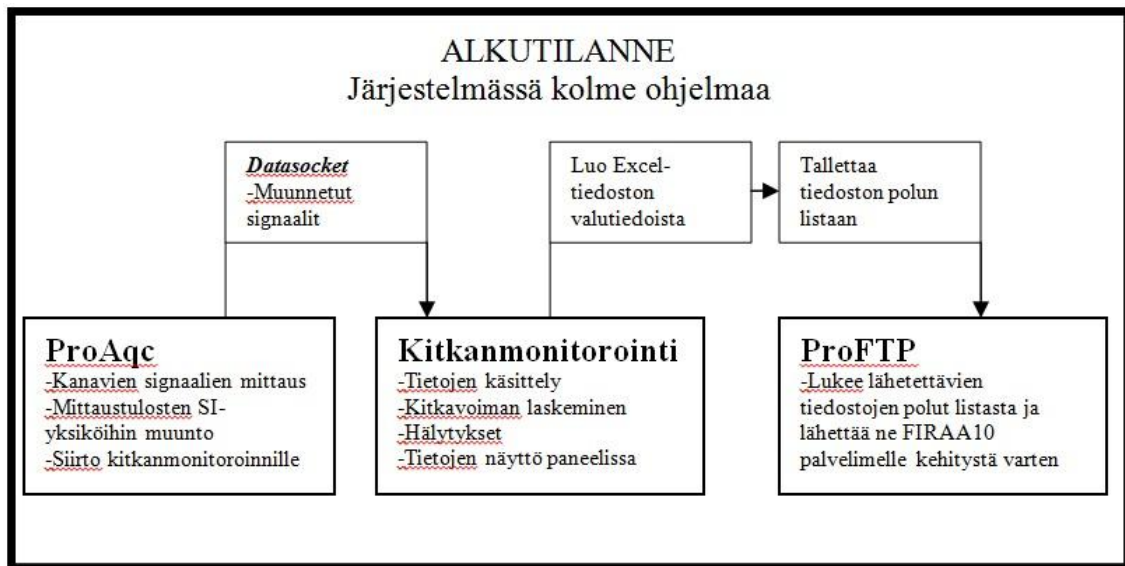 ALKUTILANNE
Järjestelmässä kolme ohjelmaa
Datasocket
-Muunnetut
signaalit
Luo Excel-
tiedoston
valutiedoista
Tallettaa
tiedoston polun
listaan
ProAqc
-Kanavien signaalien mittaus
-Mittaustulosten SI-
yksiköihin muunto
-Siirto kitkanmonitoroinnille
Kitkanmonitorointi
-Tietojen käsittely
-Kitkavoiman laskeminen
-Hälytykset
-Tietojen näyttö paneelissa
ProFTP
-Lukee lähetettävien
tiedostojen polut listasta ja
lähettää ne FIRAA10
palvelimelle kehitystä varten